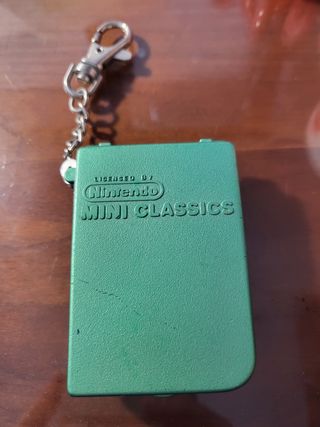 LICENSED BY
Nintendo
MINI CLASSICS